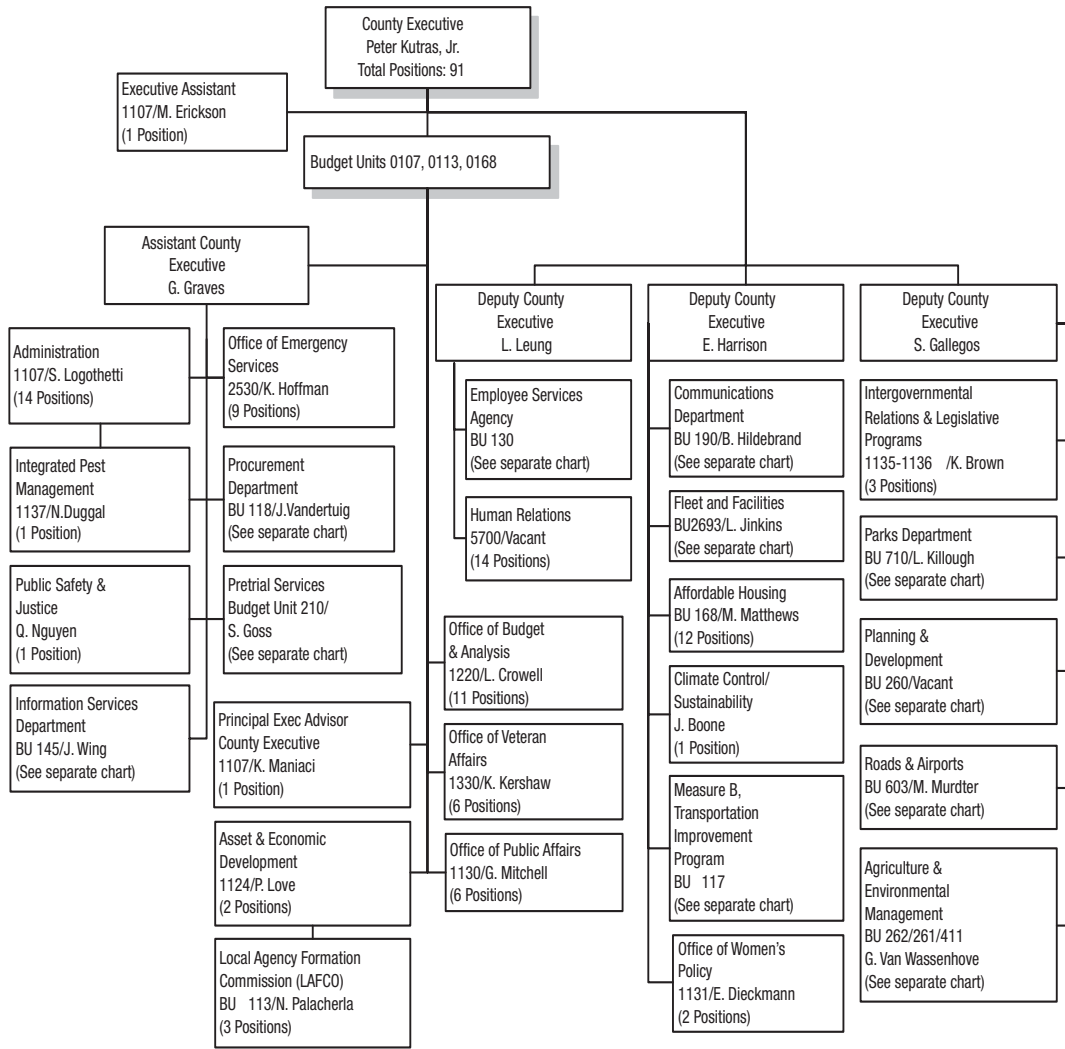 County Executive
Peter Kutras, Jr.
Total Positions: 91
Executive Assistant
1107/M. Erickson
(1 Position)
Budget Units 0107, 0113, 0168
Assistant County
Executive
G. Graves
Administration
1107/S. Logothetti
(14 Positions)
Office of Emergency
Services
2530/K. Hoffman
(9 Positions)
Integrated Pest
Management
1137/N.Duggal
(1 Position)
Procurement
Department
BU 118/J.Vandertuig
(See separate chart)
Public Safety &
Justice
Q. Nguyen
(1 Position)
Pretrial Services
Budget Unit 210/
S. Goss
(See separate chart)
Information Services
Department
BU 145/J. Wing
(See separate chart)
Principal Exec Advisor
County Executive
1107/K. Maniaci
(1 Position)
Asset & Economic
Development
1124/P. Love
(2 Positions)
Local Agency Formation
Commission (LAFCO)
BU 113/N. Palacherla
(3 Positions)
Office of Budget
& Analysis
1220/L. Crowell
(11 Positions)
Office of Veteran
Affairs
1330/K. Kershaw
(6 Positions)
Office of Public Affairs
1130/G. Mitchell
(6 Positions)
Deputy County
Executive
L. Leung
Employee Services
Agency
BU 130
(See separate chart)
Human Relations
5700/Vacant
(14 Positions)
Deputy County
Executive
E. Harrison
Communications
Department
BU 190/B. Hildebrand
(See separate chart)
Fleet and Facilities
BU2693/L. Jinkins
(See separate chart)
Affordable Housing
BU 168/M. Matthews
(12 Positions)
Climate Control/
Sustainability
J. Boone
(1 Position)
Measure B,
Transportation
Improvement
Program
BU 117
(See separate chart)
Office of Women's
Policy
1131/E. Dieckmann
(2 Positions)
Deputy County
Executive
S. Gallegos
Intergovernmental
Relations & Legislative
Programs
1135-1136 /K. Brown
(3 Positions)
Parks Department
BU 710/L. Killough
(See separate chart)
Planning &
Development
BU 260/Vacant
(See separate chart)
Roads & Airports
BU 603/M. Murdter
(See separate chart)
Agriculture &
Environmental
Management
BU 262/261/411
G. Van Wassenhove
(See separate chart)